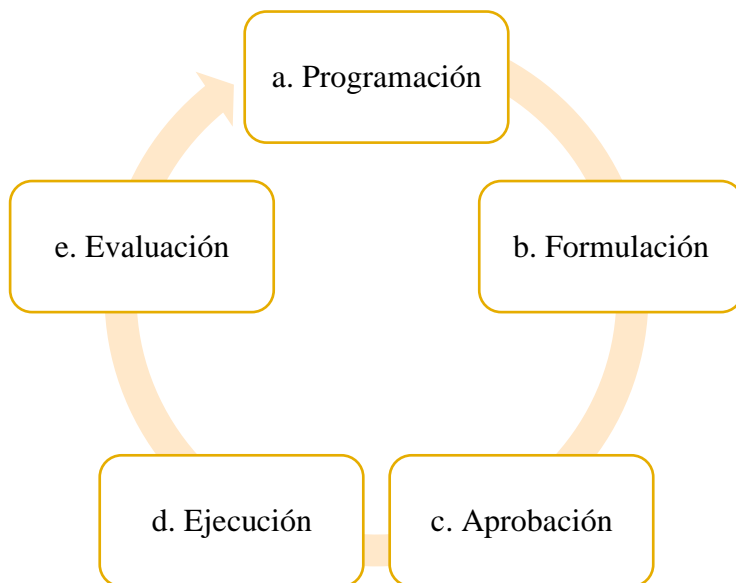 a. Programación
b. Formulación
c. Aprobación
d. Ejecución
e. Evaluación